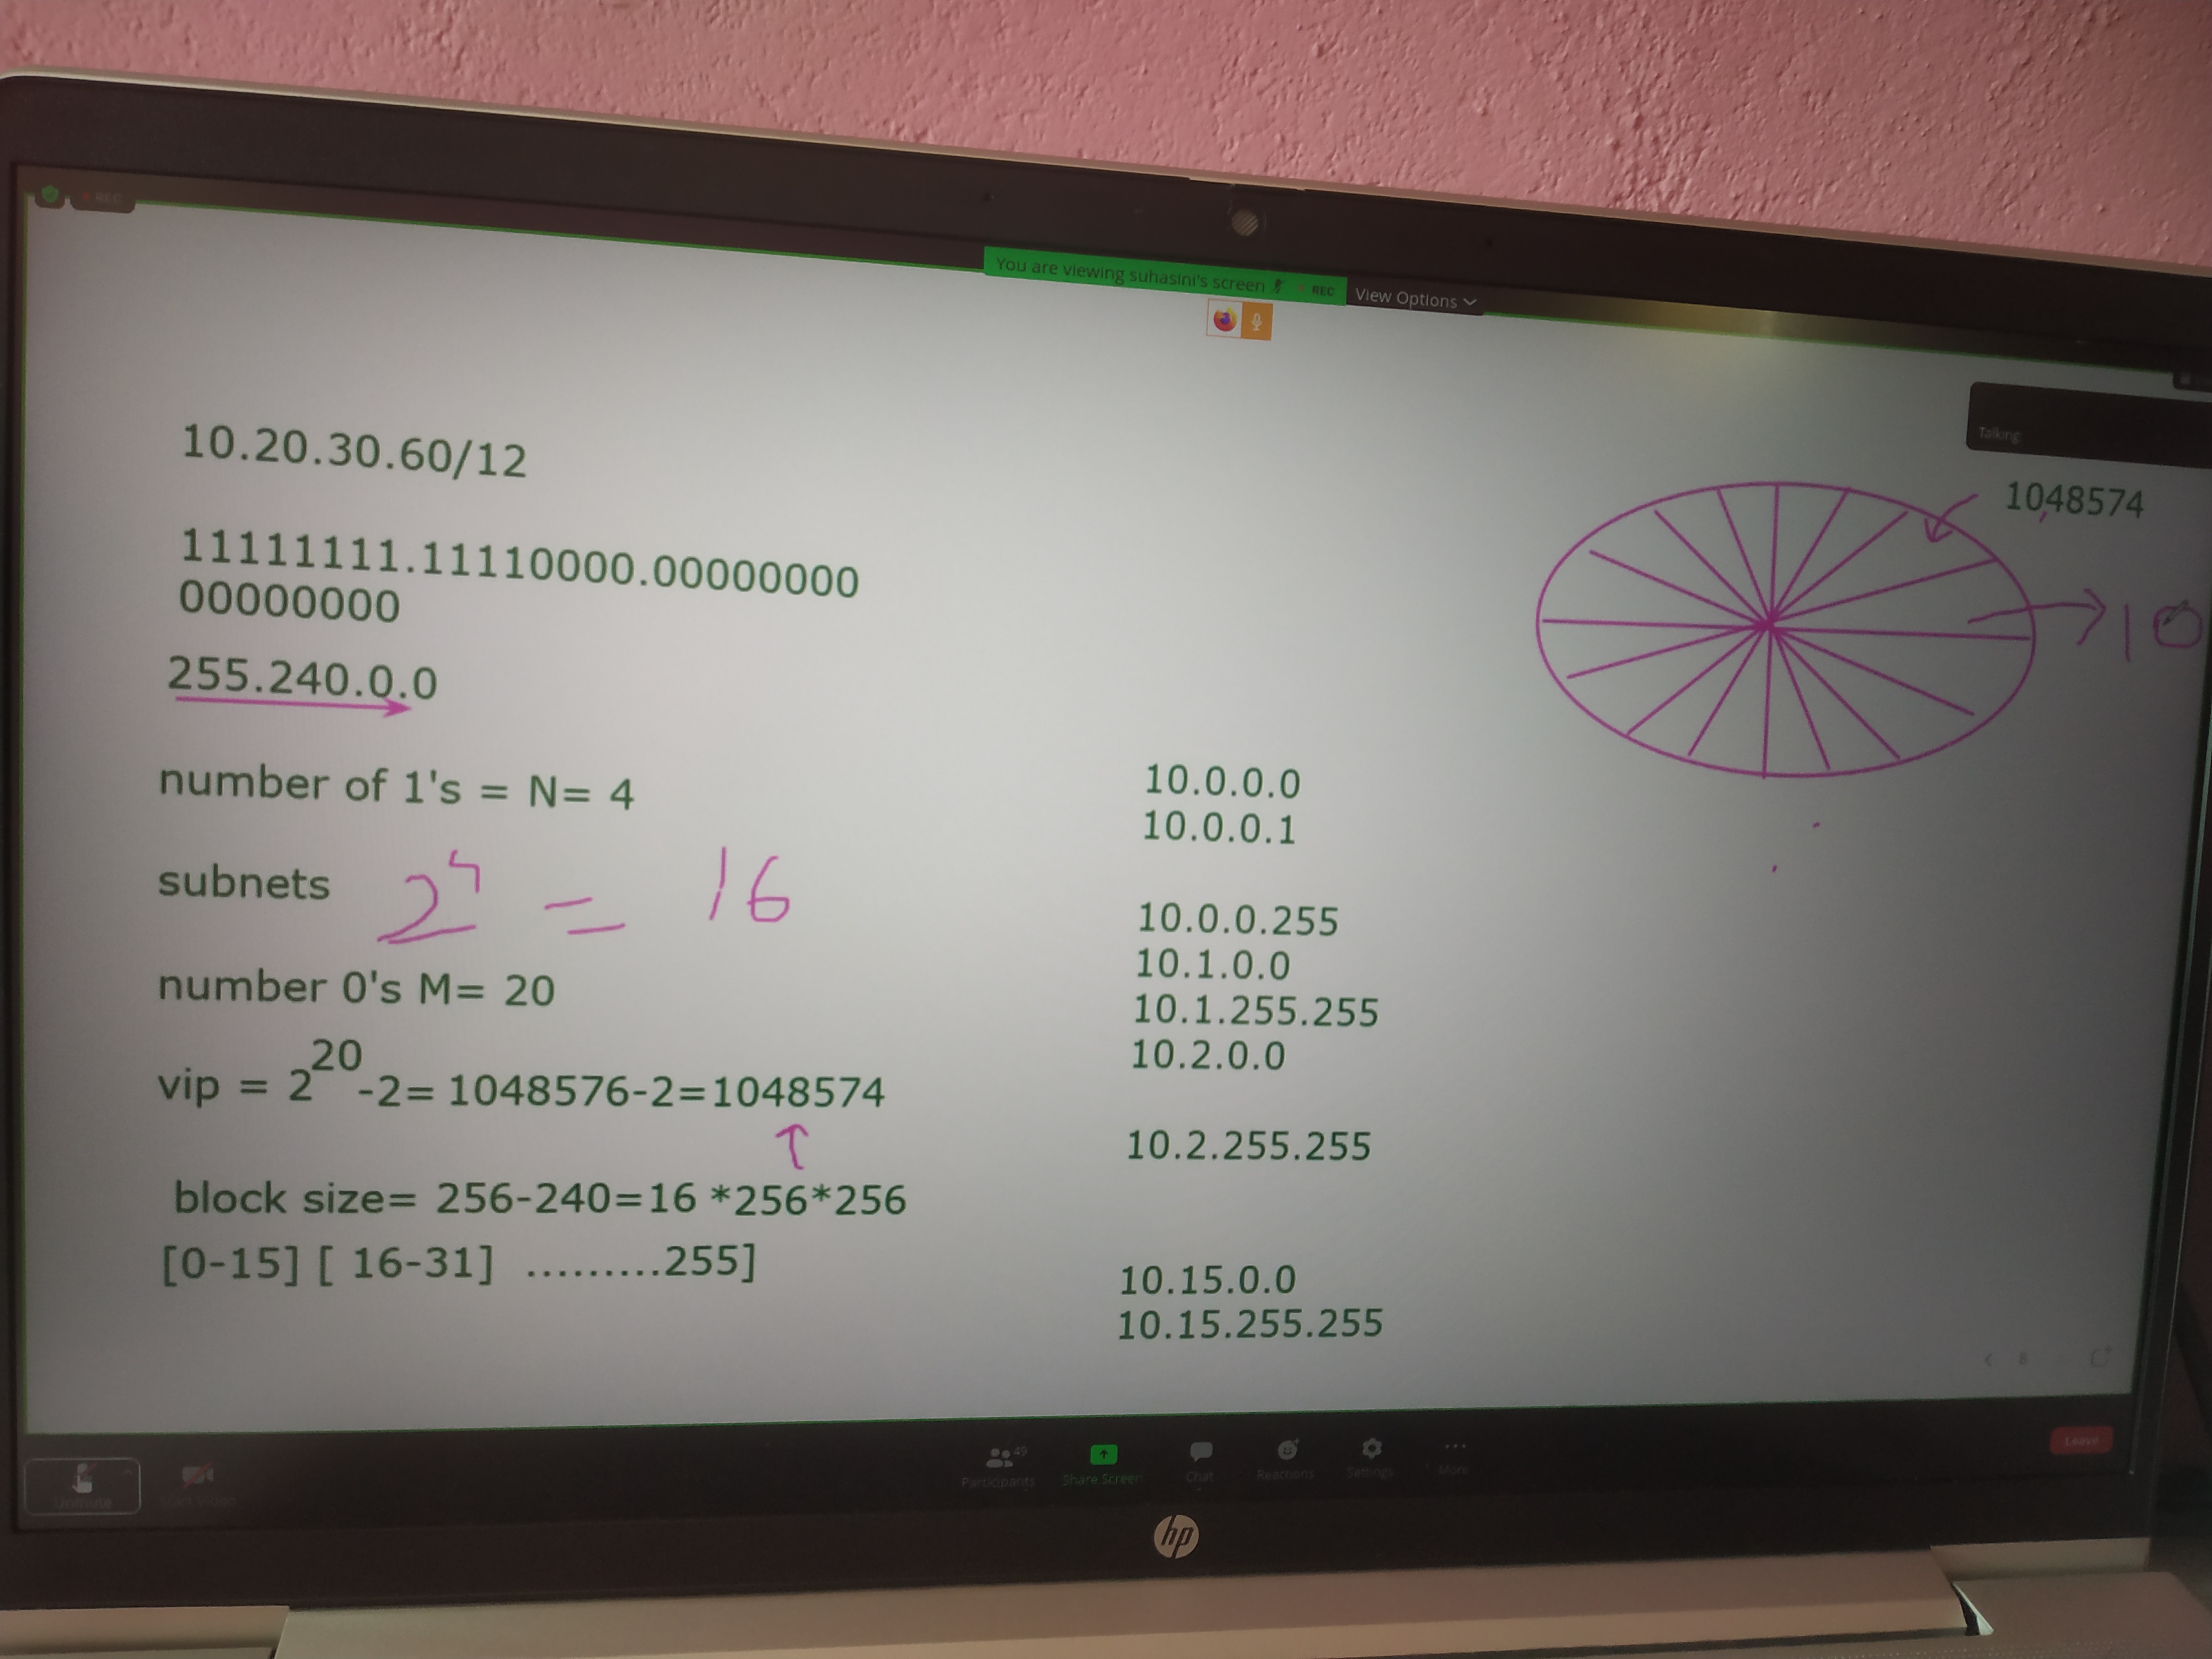 REC
You are viewing suhasini's screen REC View Options
Talking:
10.20.30.60/12
11111111.11110000.00000000
00000000
255.240.0.0
number of 1's = N= 4
subnets 2^4 = 16
number 0's M= 20
vip = 2^20-2= 1048576-2=1048574
block size= 256-240=16 *256*256
[0-15] [ 16-31] .........255]
10.0.0.0
10.0.0.1
10.0.0.255
10.1.0.0
10.1.255.255
10.2.0.0
10.2.255.255
10.15.0.0
10.15.255.255
1048574
10
8
Unmute Start Video 49 Participants Share Screen Chat Reactions Settings More Leave
hp